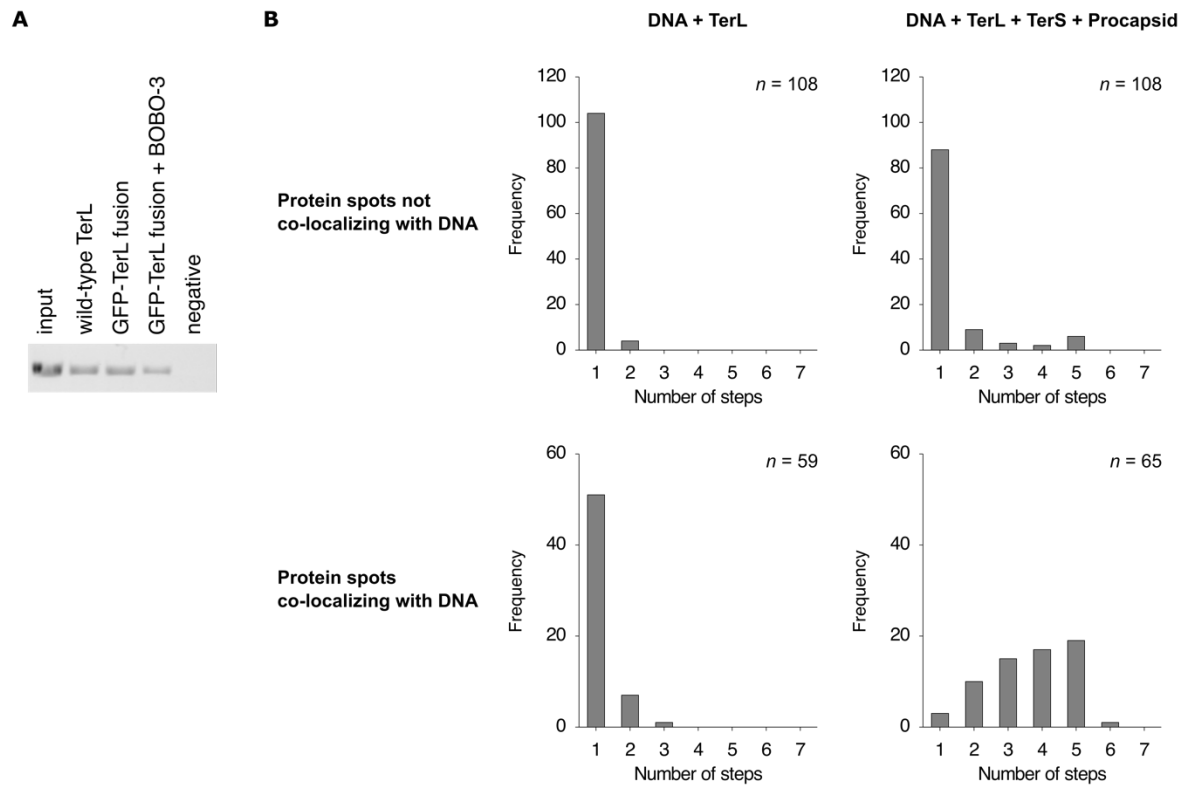 A
B
input
wild-type TerL
GFP-TerL fusion
GFP-TerL fusion + BOBO-3
negative
DNA + TerL
DNA + TerL + TerS + Procapsid
Protein spots not
co-localizing with DNA
n = 108
120
100
80
60
40
20
0
Frequency
1 2 3 4 5 6 7
Number of steps
n = 108
120
100
80
60
40
20
0
Frequency
1 2 3 4 5 6 7
Number of steps
Protein spots
co-localizing with DNA
n = 59
60
40
20
0
Frequency
1 2 3 4 5 6 7
Number of steps
n = 65
60
40
20
0
Frequency
1 2 3 4 5 6 7
Number of steps